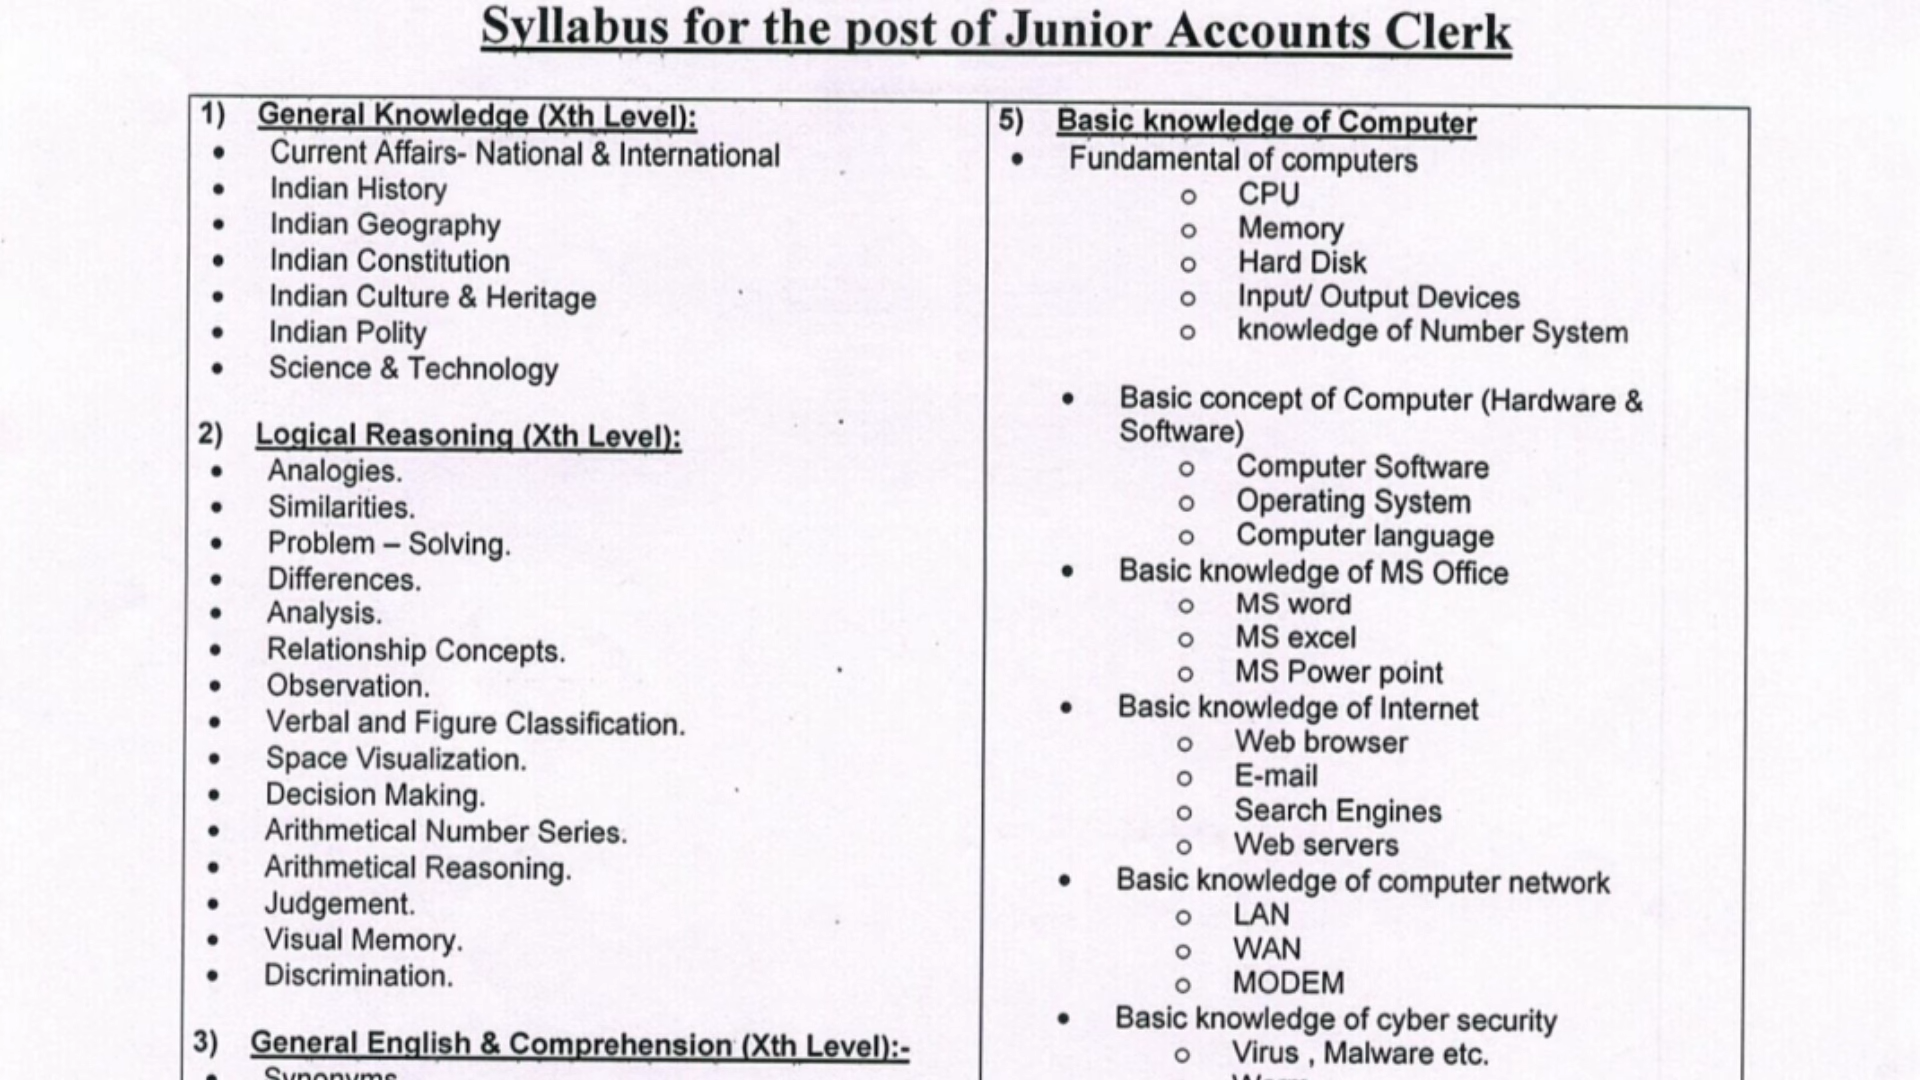 Syllabus for the post of Junior Accounts Clerk
1) General Knowledge (Xth Level):
• Current Affairs- National & International
• Indian History
• Indian Geography
• Indian Constitution
• Indian Culture & Heritage
• Indian Polity
• Science & Technology
2) Logical Reasoning (Xth Level):
• Analogies.
• Similarities.
• Problem – Solving.
• Differences.
• Analysis.
• Relationship Concepts.
• Observation.
• Verbal and Figure Classification.
• Space Visualization.
• Decision Making.
• Arithmetical Number Series.
• Arithmetical Reasoning.
• Judgement.
• Visual Memory.
• Discrimination.
3) General English & Comprehension (Xth Level):-
• Synonyms
5) Basic knowledge of Computer
• Fundamental of computers
o CPU
o Memory
o Hard Disk
o Input/ Output Devices
o knowledge of Number System
• Basic concept of Computer (Hardware &
Software)
o Computer Software
o Operating System
o Computer language
• Basic knowledge of MS Office
o MS word
o MS excel
o MS Power point
• Basic knowledge of Internet
o Web browser
o E-mail
o Search Engines
o Web servers
• Basic knowledge of computer network
o LAN
o WAN
o MODEM
• Basic knowledge of cyber security
o Virus , Malware etc.